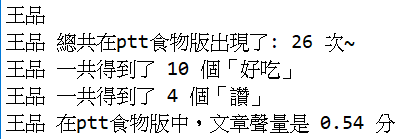 王品
王品 總共在ptt食物版出現了: 26 次~
王品 一共得到了 10 個「好吃」
王品 一共得到了 4 個「讚」
王品 在ptt食物版中，文章聲量是 0.54 分